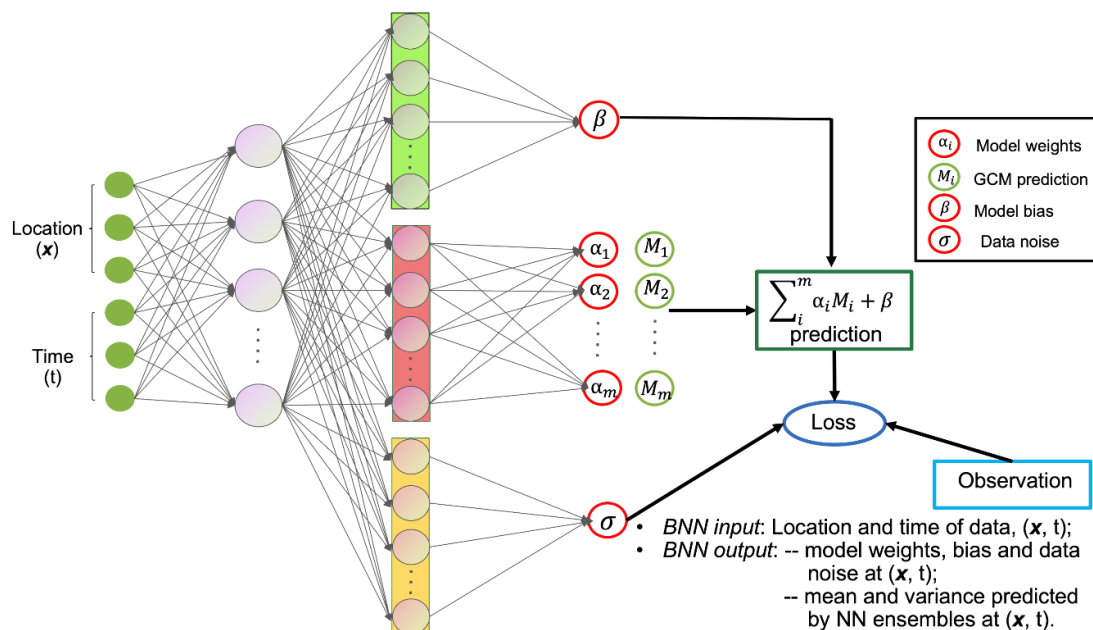 Location
(x)
Time
(t)
β
α₁ M₁
α₂ M₂
αₘ Mₘ
σ
∑ᵢᵐ αᵢMᵢ + β
prediction
Loss
Observation
αᵢ Model weights
Mᵢ GCM prediction
β Model bias
σ Data noise
• BNN input: Location and time of data, (x, t);
• BNN output: -- model weights, bias and data
noise at (x, t);
-- mean and variance predicted
by NN ensembles at (x, t).